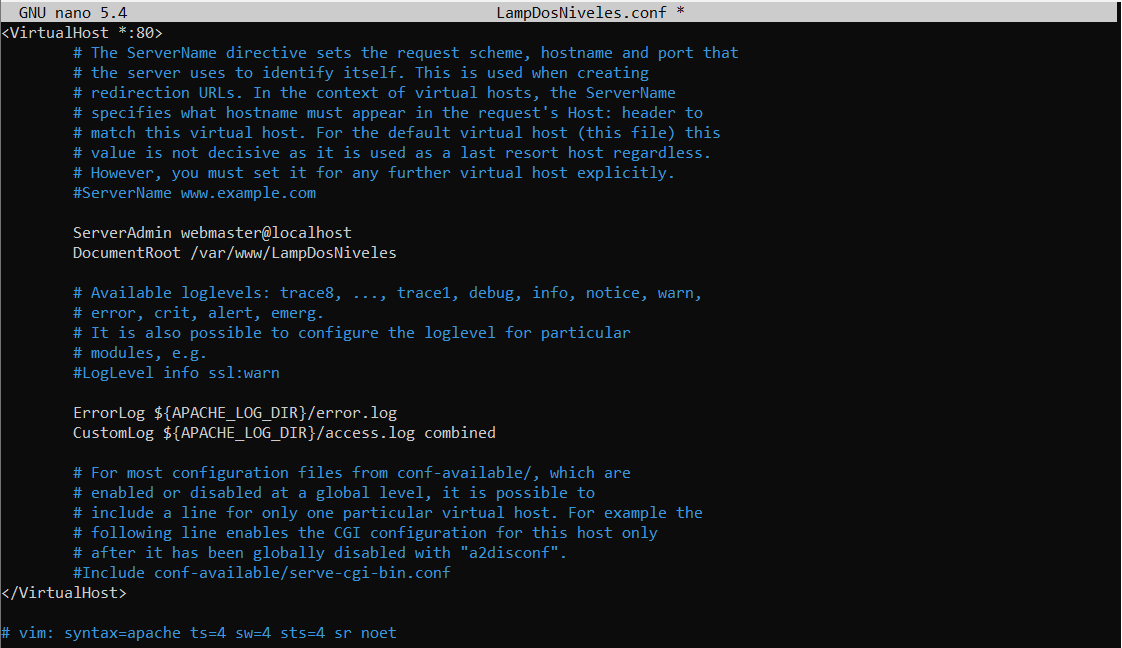 GNU nano 5.4 LampDosNiveles.conf *
<VirtualHost *:80>
# The ServerName directive sets the request scheme, hostname and port that
# the server uses to identify itself. This is used when creating
# redirection URLs. In the context of virtual hosts, the ServerName
# specifies what hostname must appear in the request's Host: header to
# match this virtual host. For the default virtual host (this file) this
# value is not decisive as it is used as a last resort host regardless.
# However, you must set it for any further virtual host explicitly.
#ServerName www.example.com
ServerAdmin webmaster@localhost
DocumentRoot /var/www/LampDosNiveles
# Available loglevels: trace8, ..., trace1, debug, info, notice, warn,
# error, crit, alert, emerg.
# It is also possible to configure the loglevel for particular
# modules, e.g.
#LogLevel info ssl:warn
ErrorLog ${APACHE_LOG_DIR}/error.log
CustomLog ${APACHE_LOG_DIR}/access.log combined
# For most configuration files from conf-available/, which are
# enabled or disabled at a global level, it is possible to
# include a line for only one particular virtual host. For example the
# following line enables the CGI configuration for this host only
# after it has been globally disabled with "a2disconf".
#Include conf-available/serve-cgi-bin.conf
</VirtualHost>
# vim: syntax=apache ts=4 sw=4 sts=4 sr noet